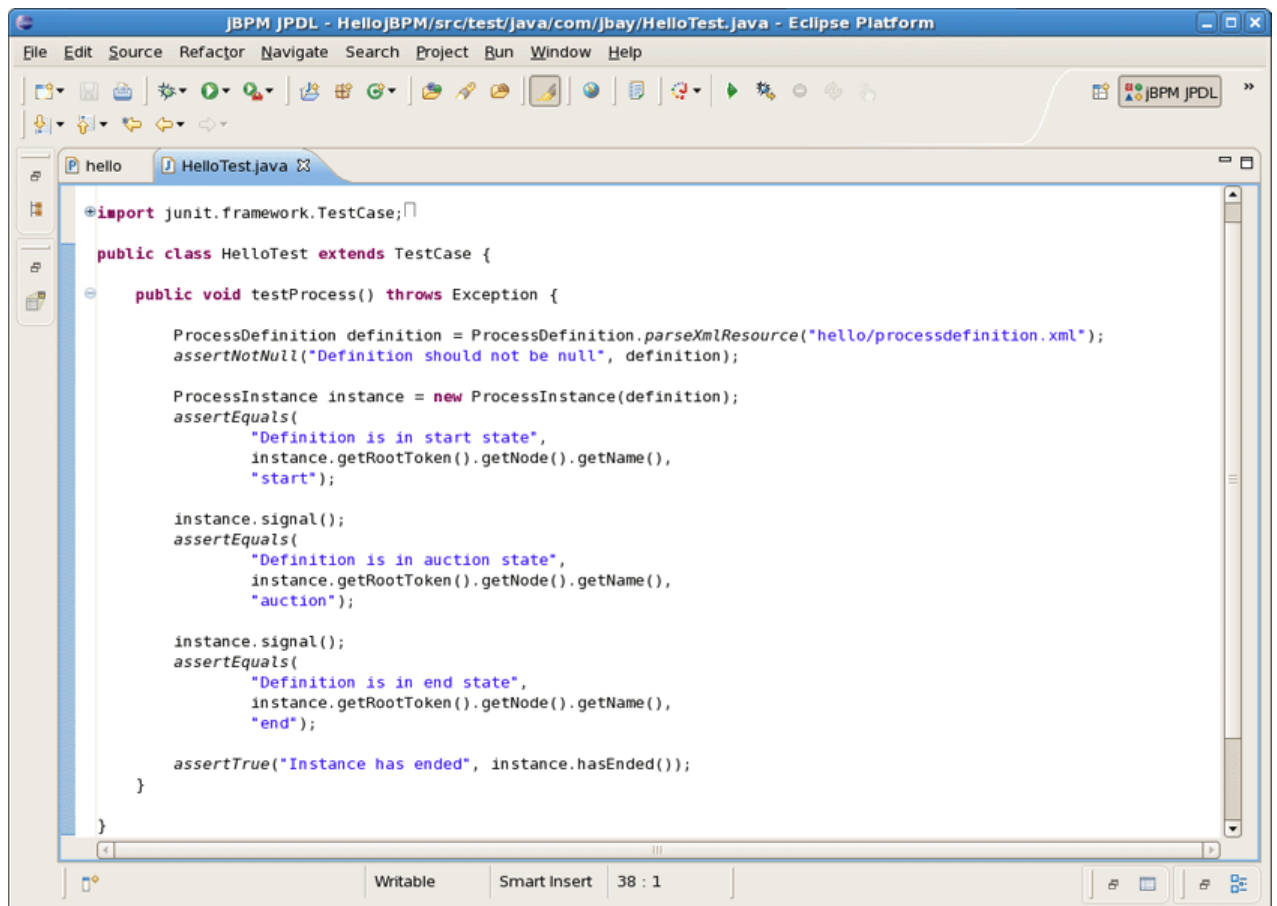 jBPM JPDL - HellojBPM/src/test/java/com/jbay/HelloTest.java - Eclipse Platform
File Edit Source Refactor Navigate Search Project Run Window Help
jBPM JPDL »
hello HelloTest.java
import junit.framework.TestCase;
public class HelloTest extends TestCase {
public void testProcess() throws Exception {
ProcessDefinition definition = ProcessDefinition.parseXmlResource("hello/processdefinition.xml");
assertNotNull("Definition should not be null", definition);
ProcessInstance instance = new ProcessInstance(definition);
assertEquals(
"Definition is in start state",
instance.getRootToken().getNode().getName(),
"start");
instance.signal();
assertEquals(
"Definition is in auction state",
instance.getRootToken().getNode().getName(),
"auction");
instance.signal();
assertEquals(
"Definition is in end state",
instance.getRootToken().getNode().getName(),
"end");
assertTrue("Instance has ended", instance.hasEnded());
}
}
Writable Smart Insert 38 : 1